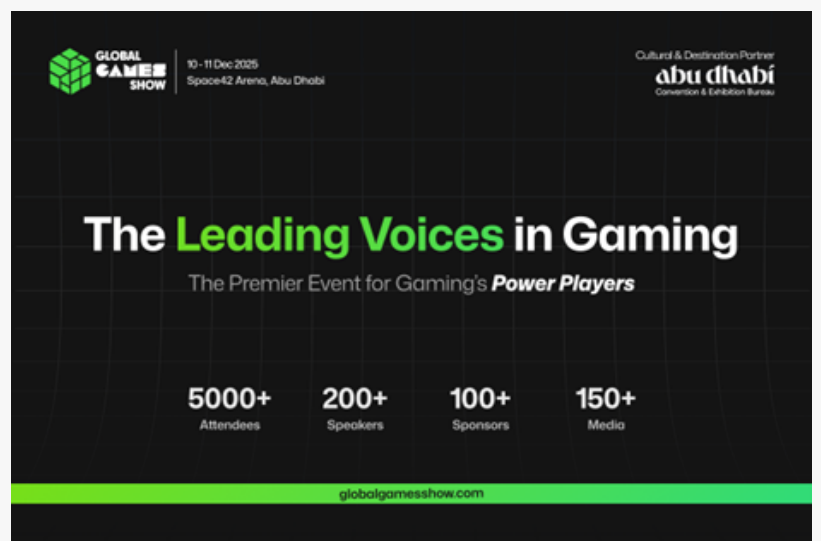 GLOBAL
GAMES
SHOW
10 - 11 Dec 2025
Space42 Arena, Abu Dhabi
Cultural & Destination Partner
abu dhabi
Convention & Exhibition Bureau
The Leading Voices in Gaming
The Premier Event for Gaming's Power Players
5000+ 200+ 100+ 150+
Attendees Speakers Sponsors Media
globalgamesshow.com